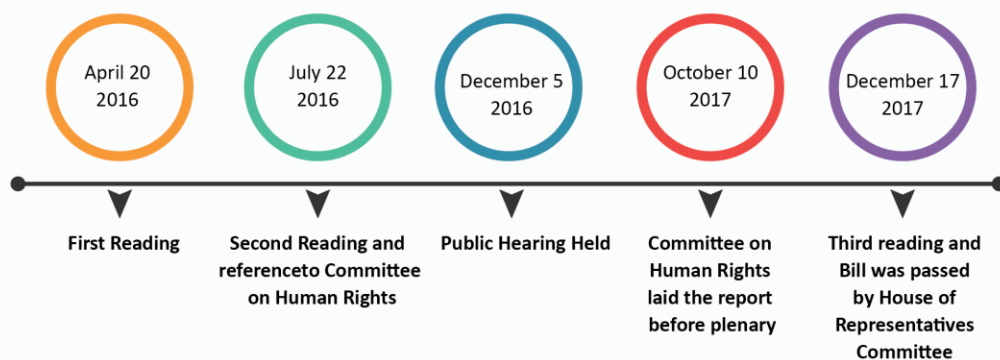 April 20
2016
July 22
2016
December 5
2016
October 10
2017
December 17
2017
First Reading
Second Reading and
referenceto Committee
on Human Rights
Public Hearing Held
Committee on
Human Rights
laid the report
before plenary
Third reading and
Bill was passed
by House of
Representatives
Committee